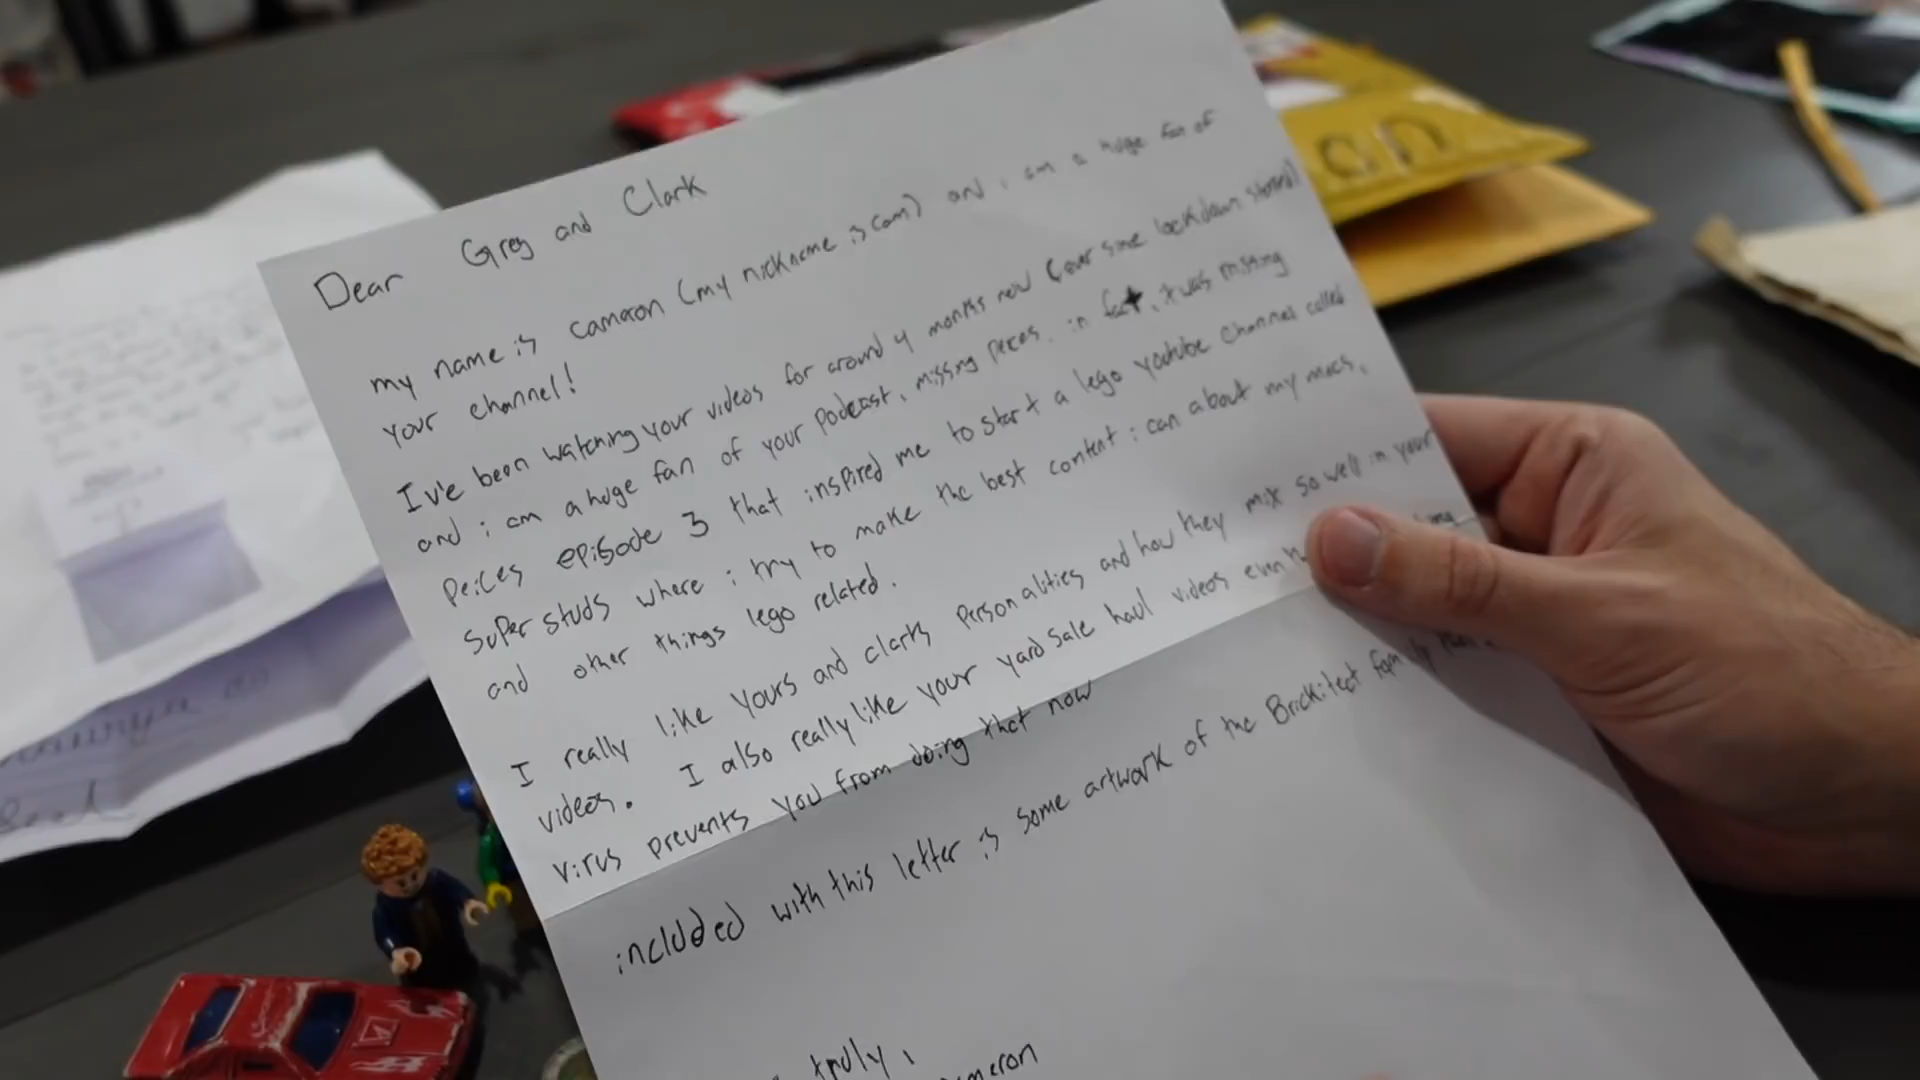 Dear Greg and Clark
my name is cameron (my nickname is cam) and i am a huge fan of
your channel!
Iv'e been watching your videos for around 4 months now (ever sine lockdown started)
and i am a huge fan of your podcast, missing peices. in fact, it was missing
peices episode 3 that inspired me to start a lego youtube channel called
super studs where i try to make the best content i can about my mocs,
and other things lego related.
I really like yours and clarks personalities and how they mix so well in your
videos. I also really like your yard sale haul videos even
virus prevents you from doing that now
included with this letter is some artwork of the Brickitect family
truly,
meron